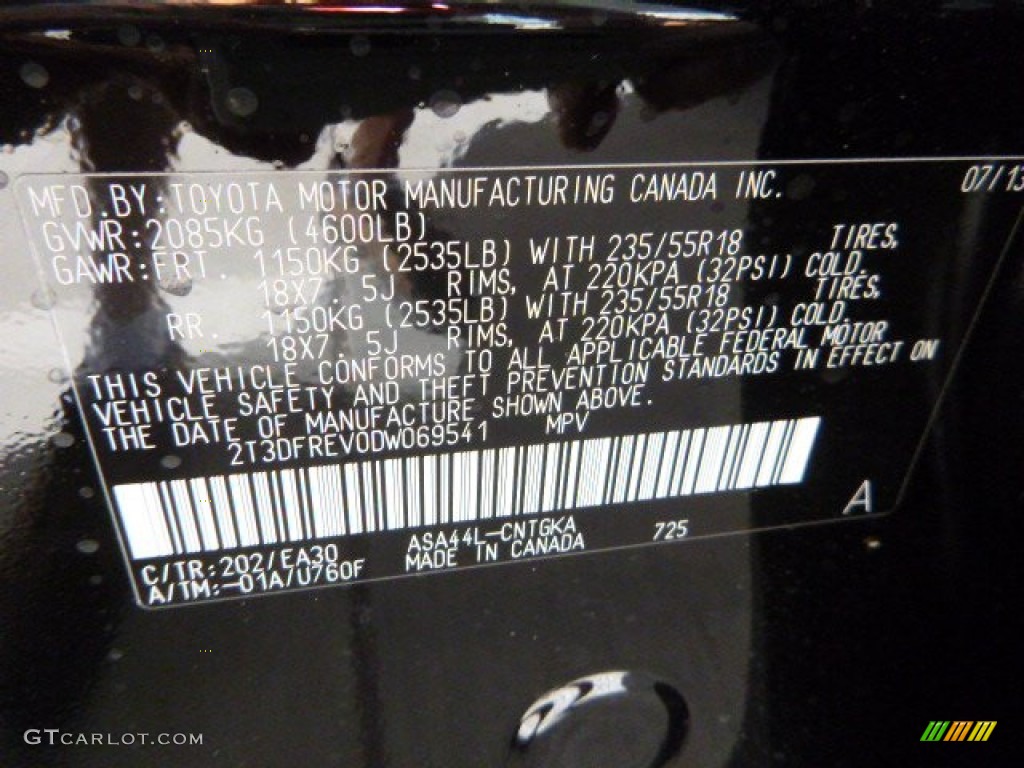 MFD.BY:TOYOTA MOTOR MANUFACTURING CANADA INC. 07/13
GVWR:2085KG (4600LB)
GAWR:FRT. 1150KG (2535LB) WITH 235/55R18 TIRES,
18X7.5J RIMS, AT 220KPA (32PSI) COLD.
RR. 1150KG (2535LB) WITH 235/55R18 TIRES,
18X7.5J RIMS, AT 220KPA (32PSI) COLD.
THIS VEHICLE CONFORMS TO ALL APPLICABLE FEDERAL MOTOR
VEHICLE SAFETY AND THEFT PREVENTION STANDARDS IN EFFECT ON
THE DATE OF MANUFACTURE SHOWN ABOVE.
2T3DFREV0DW069541 MPV
A
C/TR:202/EA30 ASA44L-CNTGKA 725
A/TM:-01A/U760F MADE IN CANADA
GTCARLOT.COM